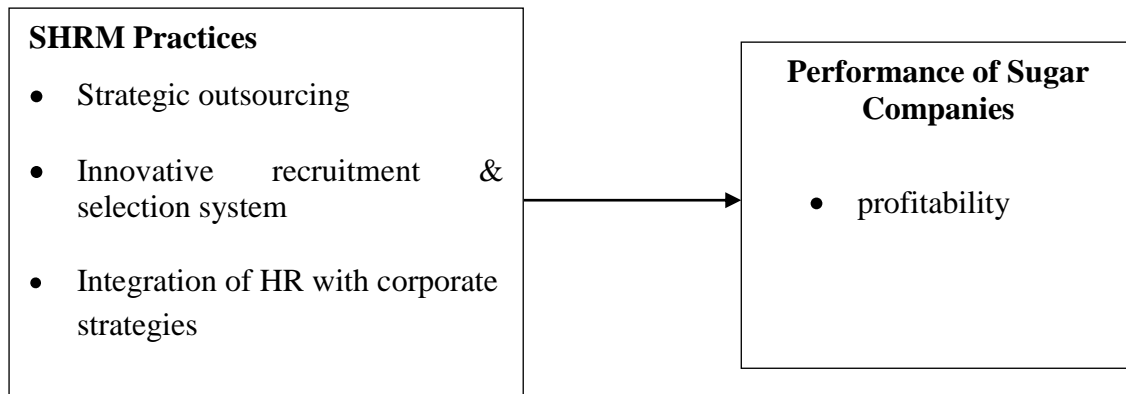 SHRM Practices
• Strategic outsourcing
• Innovative recruitment &
selection system
• Integration of HR with corporate
strategies
Performance of Sugar
Companies
• profitability